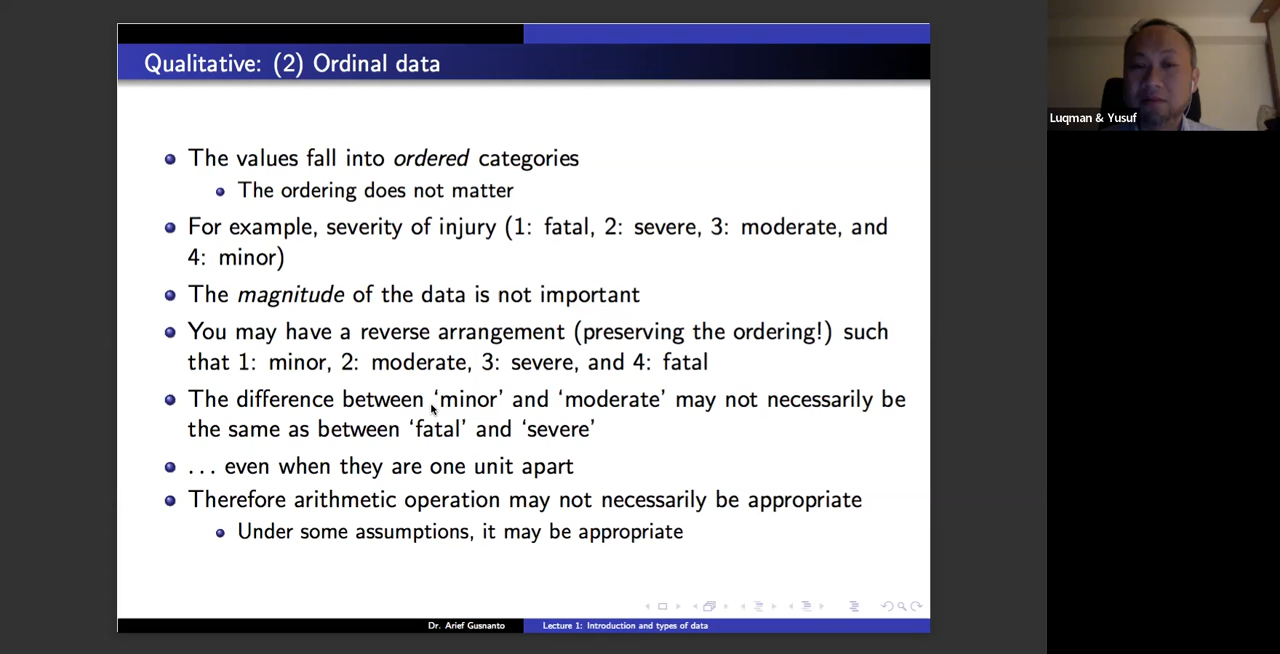 Qualitative: (2) Ordinal data
The values fall into ordered categories
The ordering does not matter
For example, severity of injury (1: fatal, 2: severe, 3: moderate, and
4: minor)
The magnitude of the data is not important
You may have a reverse arrangement (preserving the ordering!) such
that 1: minor, 2: moderate, 3: severe, and 4: fatal
The difference between ‘minor’ and ‘moderate’ may not necessarily be
the same as between ‘fatal’ and ‘severe’
. . . even when they are one unit apart
Therefore arithmetic operation may not necessarily be appropriate
Under some assumptions, it may be appropriate
Dr. Arief Gusnanto
Lecture 1: Introduction and types of data
Luqman & Yusuf